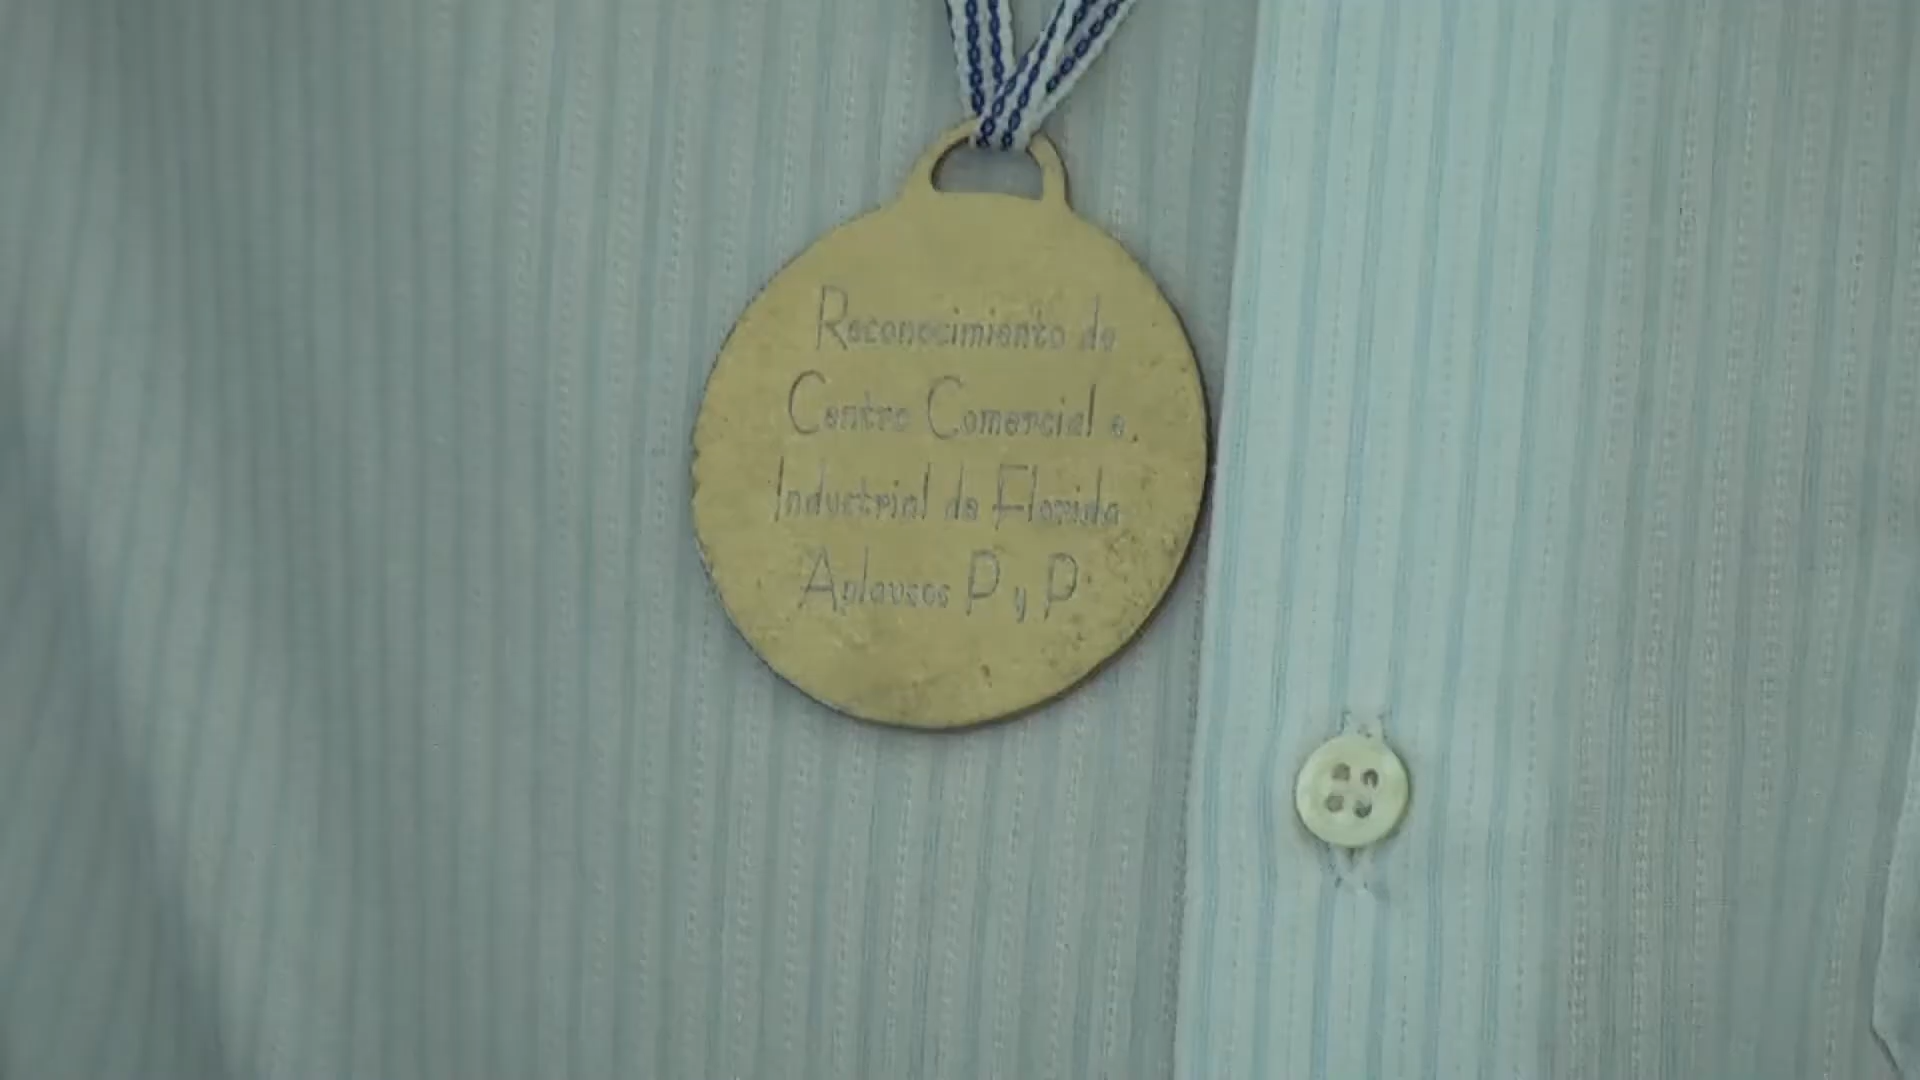 Reconocimiento de
Centro Comercial e.
Industrial de Florida
Aplausos P y P